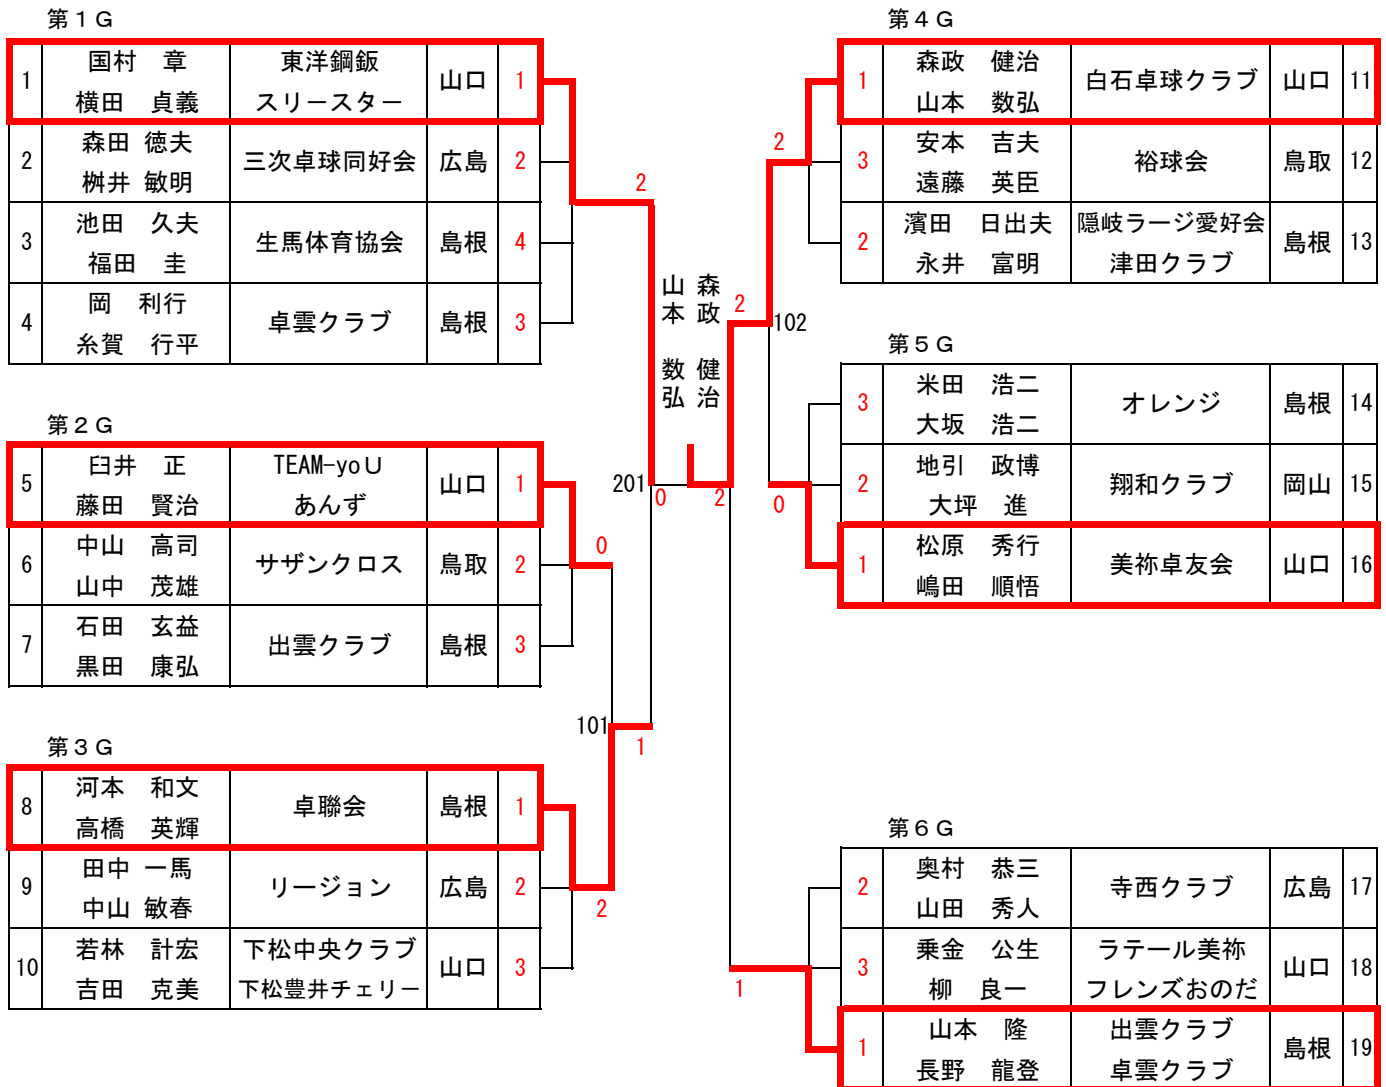 第１Ｇ
1 国村　章 東洋鋼鈑 山口 1
横田　貞義 スリースター
2 森田 徳夫 三次卓球同好会 広島 2
桝井 敏明
3 池田　久夫 生馬体育協会 島根 4
福田　圭
4 岡　利行 卓雲クラブ 島根 3
糸賀　行平
第２Ｇ
5 臼井　正 TEAM-yoＵ 山口 1
藤田　賢治 あんず
6 中山　高司 サザンクロス 鳥取 2
山中　茂雄
7 石田　玄益 出雲クラブ 島根 3
黒田　康弘
第３Ｇ
8 河本　和文 卓聯会 島根 1
高橋　英輝
9 田中 一馬 リージョン 広島 2
中山 敏春
10 若林　計宏 下松中央クラブ 山口 3
吉田　克美 下松豊井チェリー
2
0
101
1
2
201
0
2
森政　健治
山本　数弘
2
2
102
0
1
第４Ｇ
1 森政　健治 白石卓球クラブ 山口 11
山本　数弘
3 安本　吉夫 裕球会 鳥取 12
遠藤　英臣
2 濱田　日出夫 隠岐ラージ愛好会 島根 13
永井　富明 津田クラブ
第５Ｇ
3 米田　浩二 オレンジ 島根 14
大坂　浩二
2 地引　政博 翔和クラブ 岡山 15
大坪　進
1 松原　秀行 美祢卓友会 山口 16
嶋田　順悟
第６Ｇ
2 奥村　恭三 寺西クラブ 広島 17
山田　秀人
3 乗金　公生 ラテール美祢 山口 18
柳　良一 フレンズおのだ
1 山本　隆 出雲クラブ 島根 19
長野　龍登 卓雲クラブ